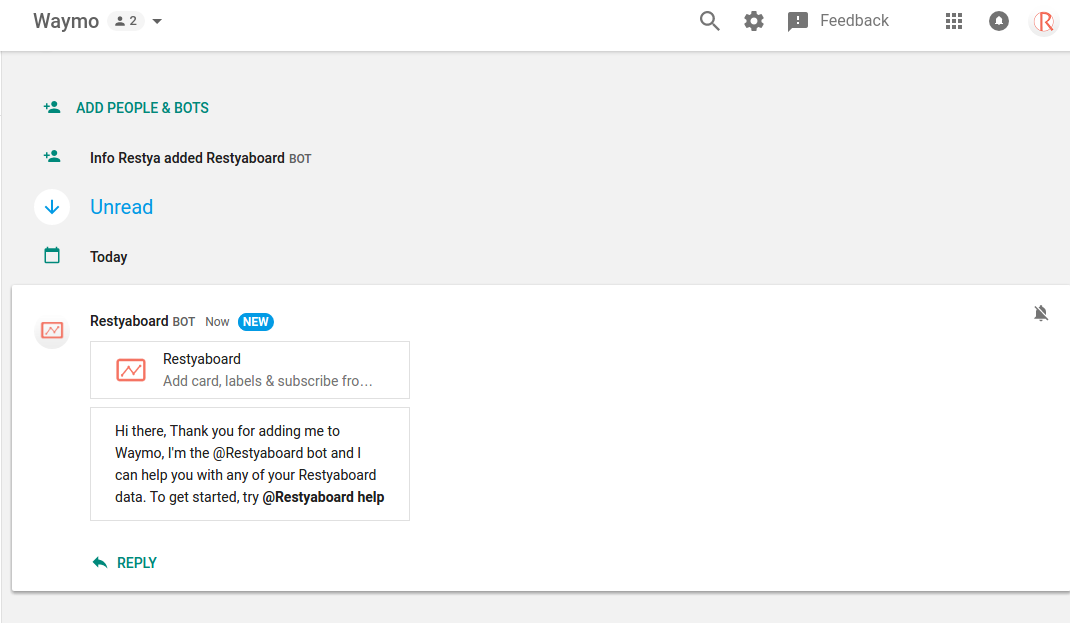 Waymo 2
Feedback
ADD PEOPLE & BOTS
Info Restya added Restyaboard BOT
Unread
Today
Restyaboard BOT Now NEW
Restyaboard
Add card, labels & subscribe fro…
Hi there, Thank you for adding me to
Waymo, I'm the @Restyaboard bot and I
can help you with any of your Restyaboard
data. To get started, try @Restyaboard help
REPLY